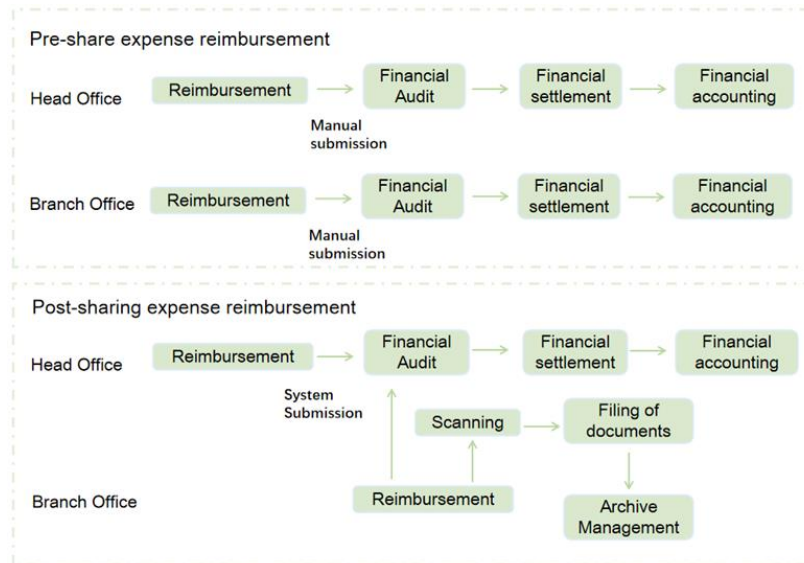 Pre-share expense reimbursement
Head Office
Reimbursement
Financial
Audit
Financial
settlement
Financial
accounting
Manual
submission
Branch Office
Reimbursement
Financial
Audit
Financial
settlement
Financial
accounting
Manual
submission
Post-sharing expense reimbursement
Head Office
Reimbursement
Financial
Audit
Financial
settlement
Financial
accounting
System
Submission
Scanning
Filing of
documents
Branch Office
Reimbursement
Archive
Management